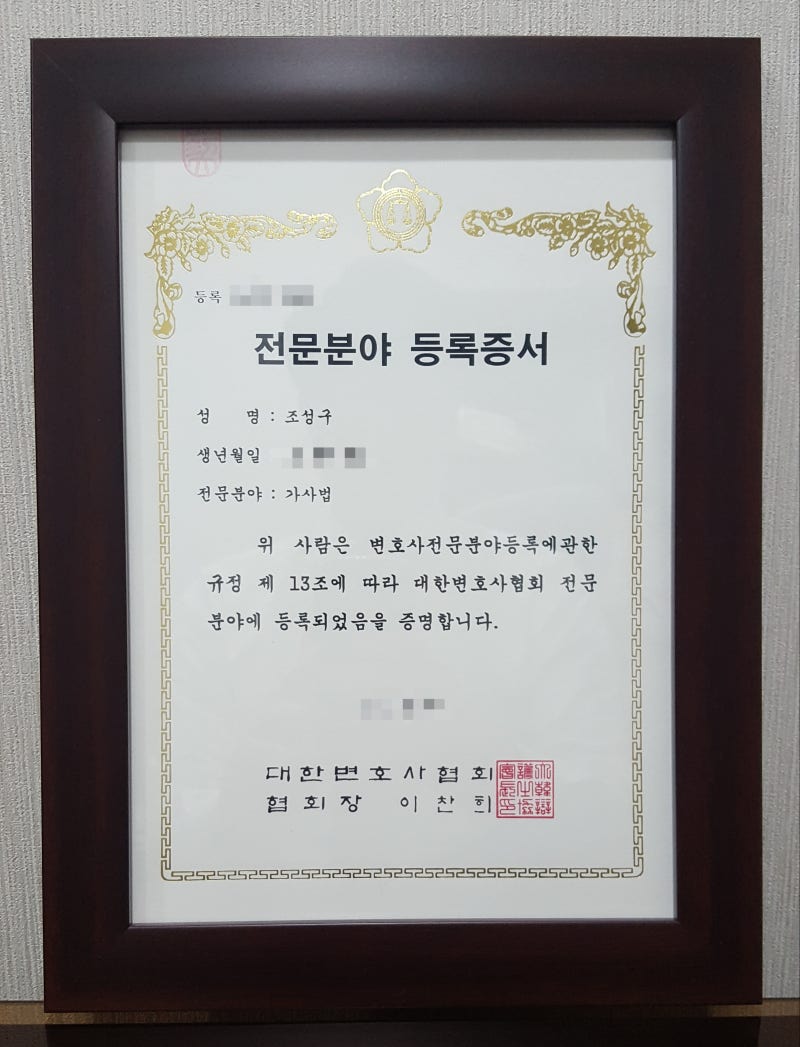 등록
전문분야 등록증서
성 명 : 조성구
생년월일
전문분야 : 가사법
위 사람은 변호사전문분야등록에관한
규정 제 13조에 따라 대한변호사협회 전문
분야에 등록되었음을 증명합니다.
대한변호사협회
협회장 이찬희